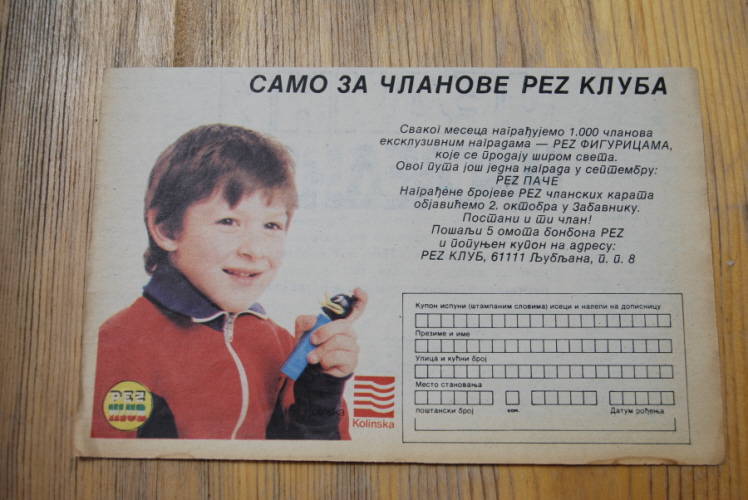 САМО ЗА ЧЛАНОВЕ PEZ КЛУБА
Сваког месеца награђујемо 1.000 чланова
ексклузивним наградама — PEZ ФИГУРИЦАМА,
које се продају широм света.
Овог пута још једна награда у септембру:
PEZ ПАЧЕ
Награђене бројеве PEZ чланских карата
објавићемо 2. октобра у Забавнику.
Постани и ти члан!
Пошаљи 5 омота бонбона PEZ
и попуњен купон на адресу:
PEZ КЛУБ, 61111 Љубљана, п. п. 8
Купон испуни (штампаним словима) исеци и налепи на дописницу
Презиме и име
Улица и кућни број
Место становања
поштански број
Датум рођења
PEZ
KLUB
Kolinska